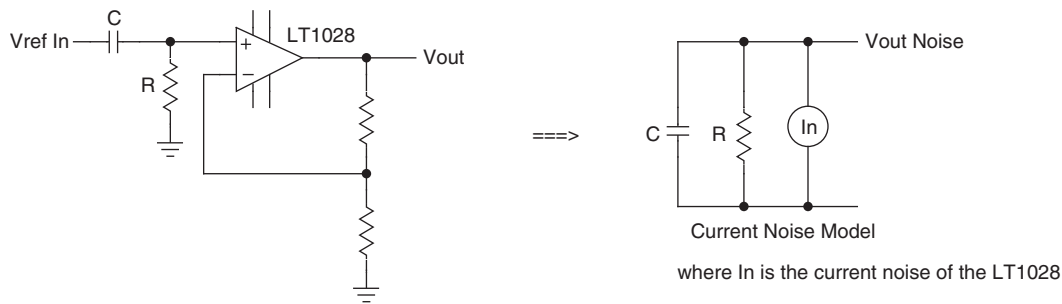 C
LT1028
Vref In
+
−
Vout
R
===>
Vout Noise
C
R
In
Current Noise Model
where In is the current noise of the LT1028